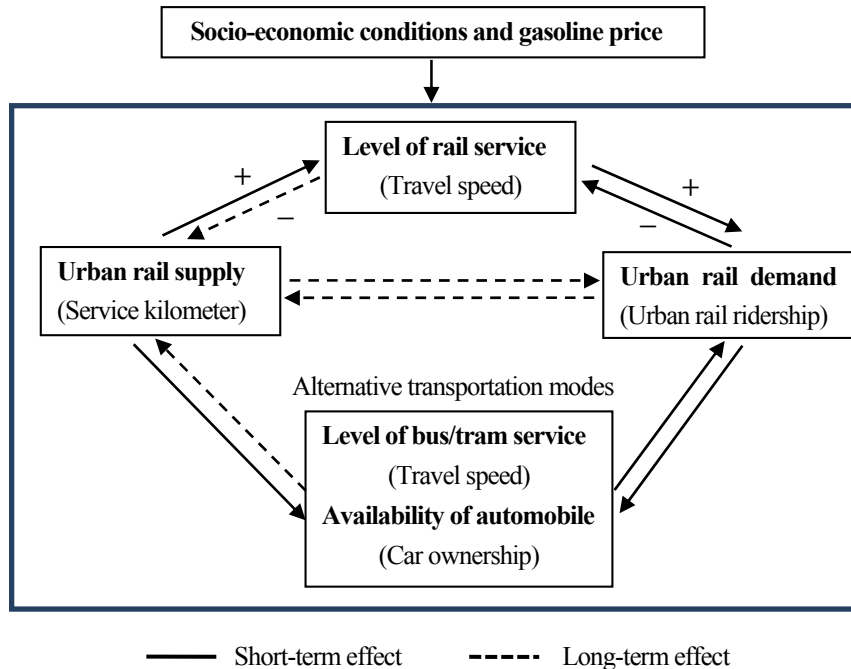 Socio-economic conditions and gasoline price
Level of rail service
(Travel speed)
+
−
+
−
Urban rail supply
(Service kilometer)
Urban rail demand
(Urban rail ridership)
Alternative transportation modes
Level of bus/tram service
(Travel speed)
Availability of automobile
(Car ownership)
Short-term effect
Long-term effect